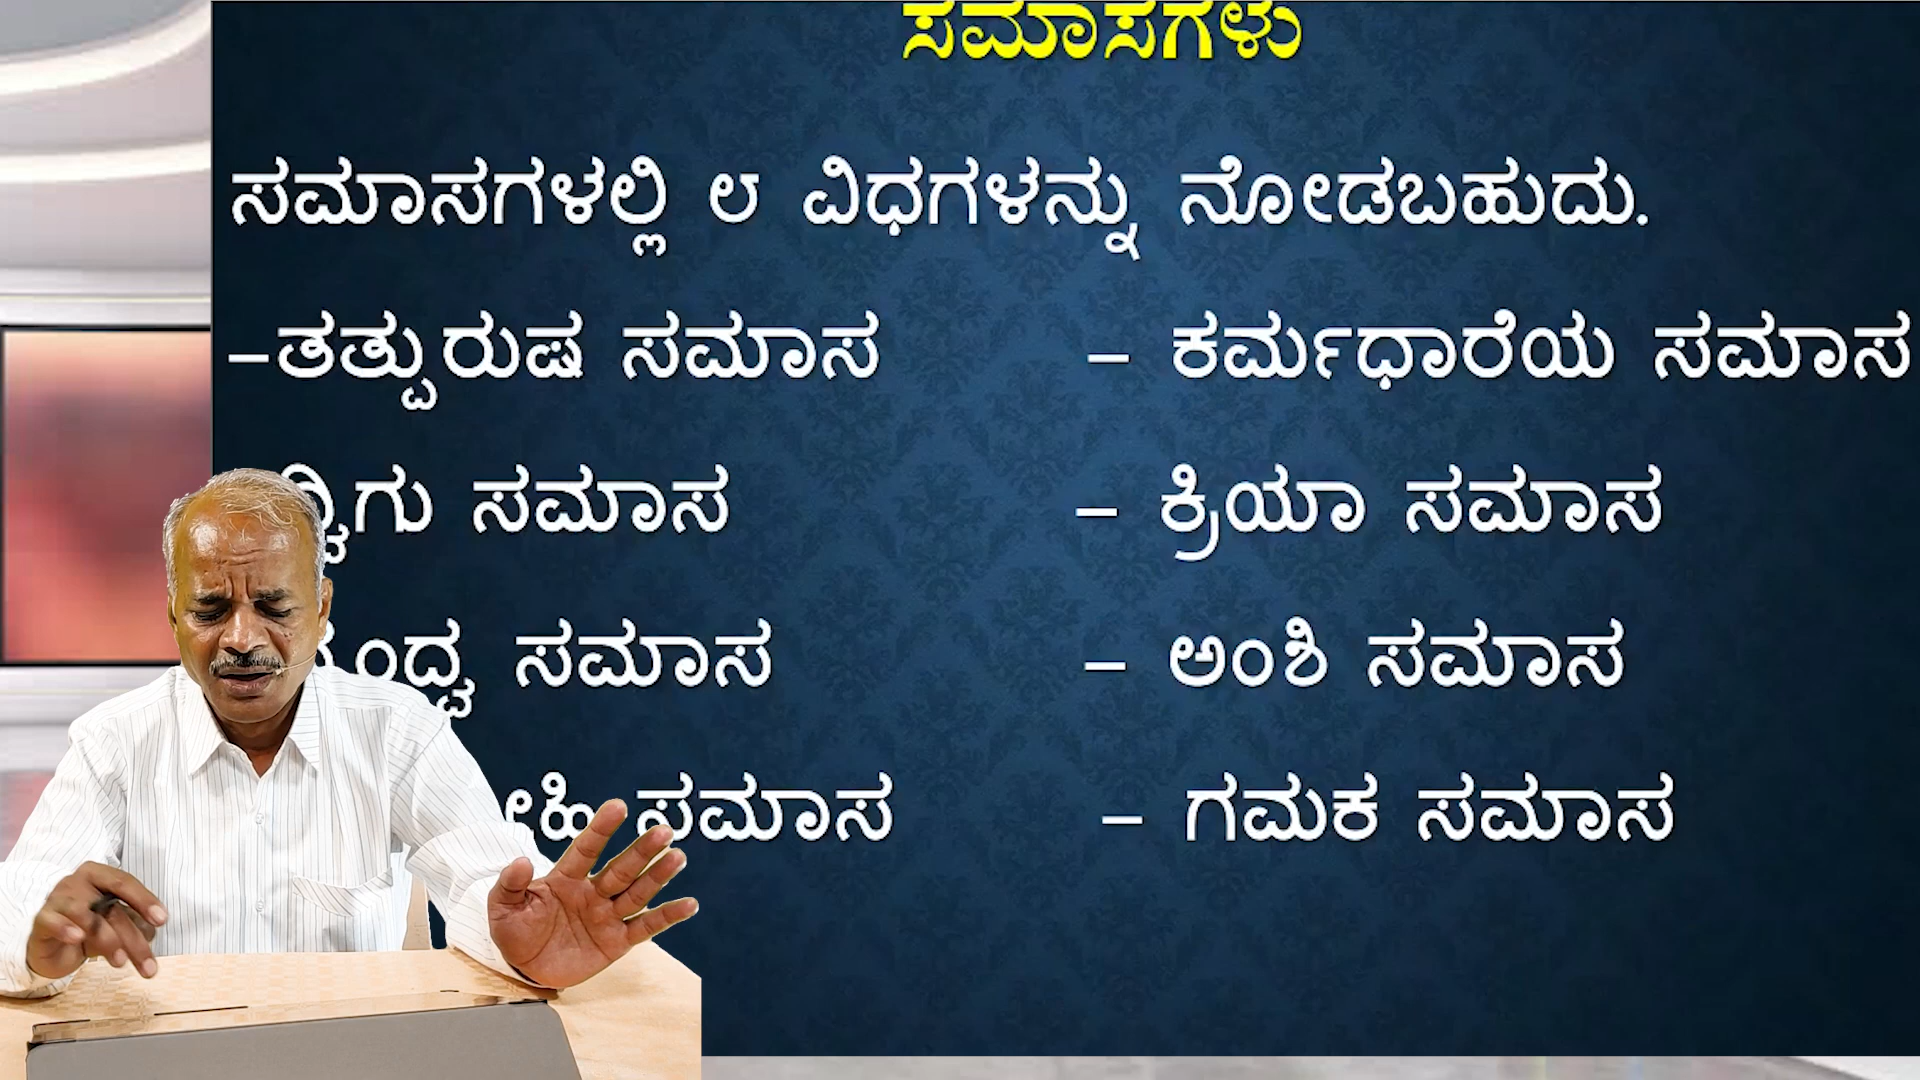 ಸಮಾಸಗಳು
ಸಮಾಸಗಳಲ್ಲಿ ೮ ವಿಧಗಳನ್ನು ನೋಡಬಹುದು.
–ತತ್ಪುರುಷ ಸಮಾಸ – ಕರ್ಮಧಾರೆಯ ಸಮಾಸ
ಸಮಾಸ – ಕ್ರಿಯಾ ಸಮಾಸ
ಸಮಾಸ – ಅಂಶಿ ಸಮಾಸ
ಸಮಾಸ – ಗಮಕ ಸಮಾಸ